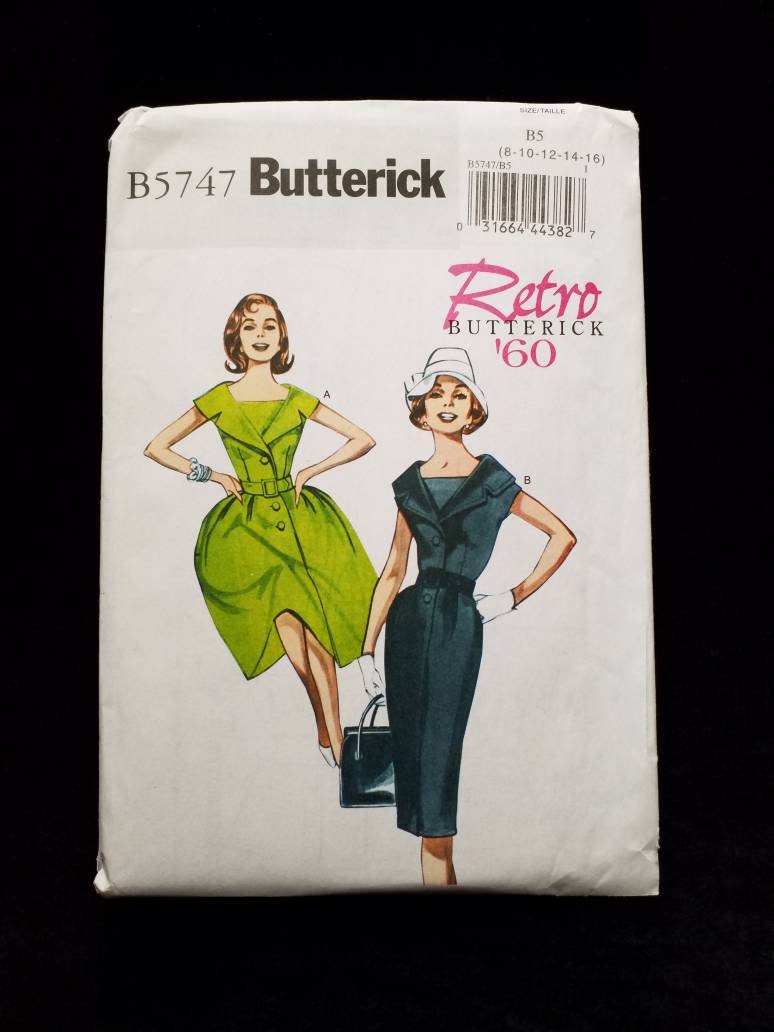 SIZE/TAILLE
B5
(8-10-12-14-16)
B5747 Butterick
B5747/B5 1
0 31664 44382 7
Retro
BUTTERICK
'60
A
B